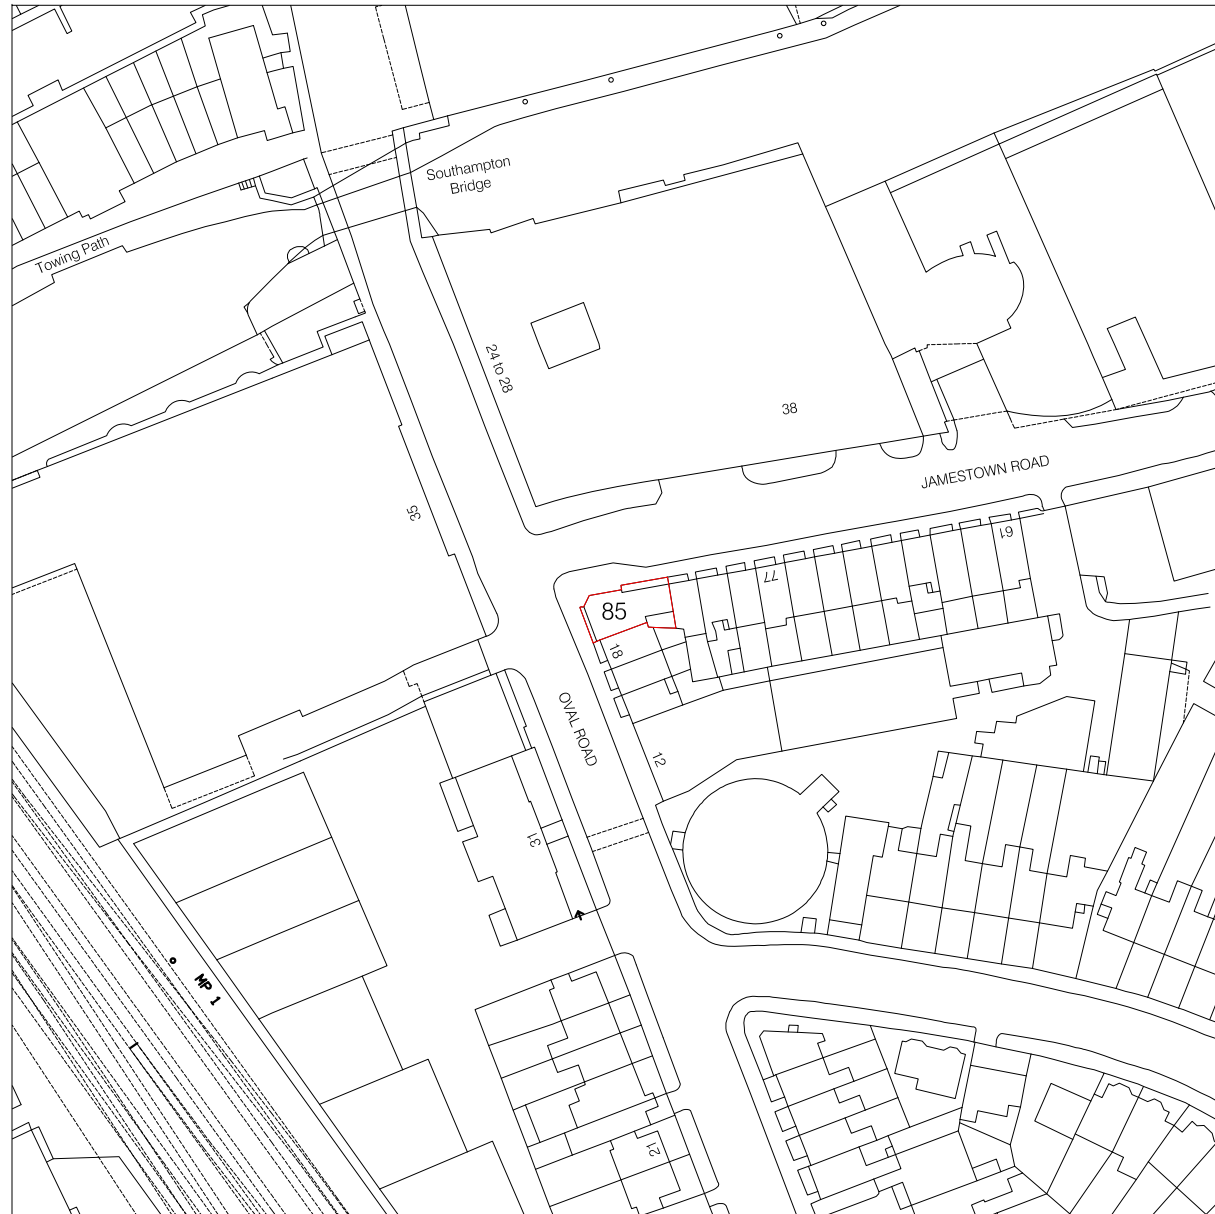 Southampton
Bridge
Towing Path
24 to 28
38
JAMESTOWN ROAD
35
61
77
85
18
OVAL ROAD
12
31
MP 1
21